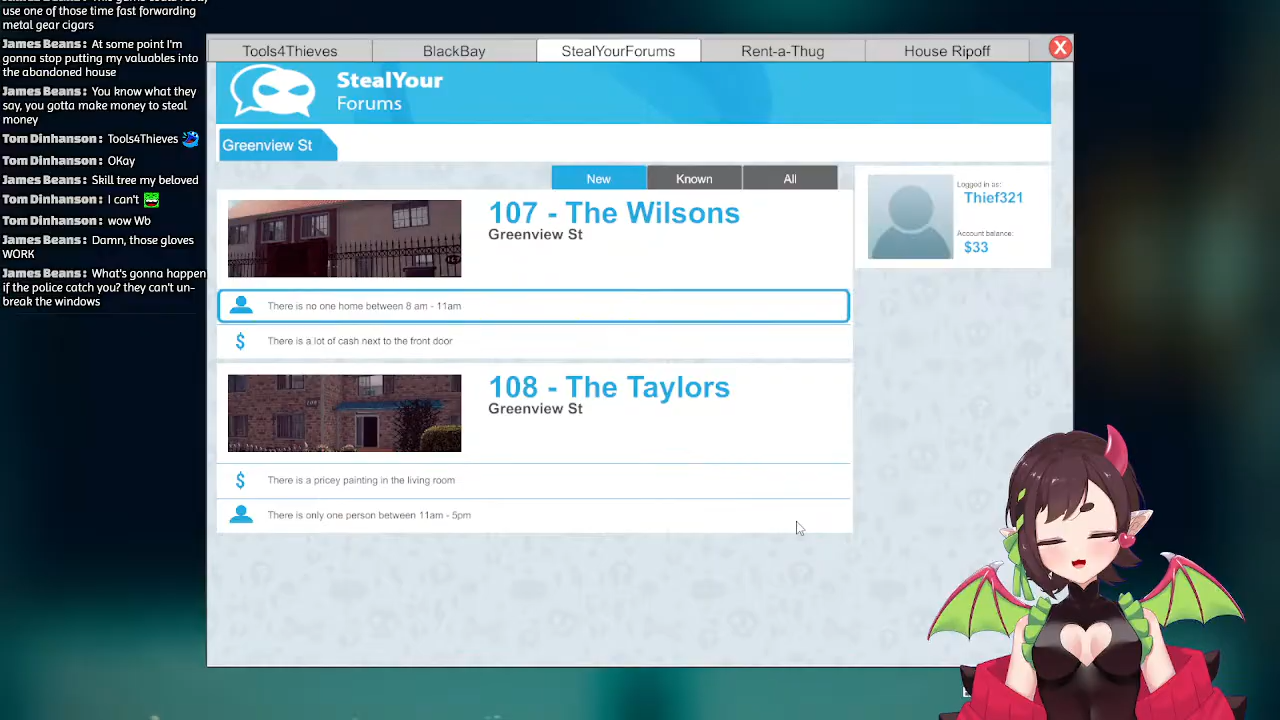 use one of those time fast forwarding
metal gear cigars
James Beans: At some point I'm
gonna stop putting my valuables into
the abandoned house
James Beans: You know what they
say, you gotta make money to steal
money
Tom Dinhanson: Tools4Thieves
Tom Dinhanson: OKay
James Beans: Skill tree my beloved
Tom Dinhanson: I can't
Tom Dinhanson: wow Wb
James Beans: Damn, those gloves
WORK
James Beans: What's gonna happen
if the police catch you? they can't un-
break the windows
Tools4Thieves
BlackBay
StealYourForums
Rent-a-Thug
House Ripoff
X
StealYour
Forums
Greenview St
New
Known
All
107 - The Wilsons
Greenview St
There is no one home between 8 am - 11am
There is a lot of cash next to the front door
108 - The Taylors
Greenview St
There is a pricey painting in the living room
There is only one person between 11am - 5pm
Logged in as:
Thief321
Account balance:
$33